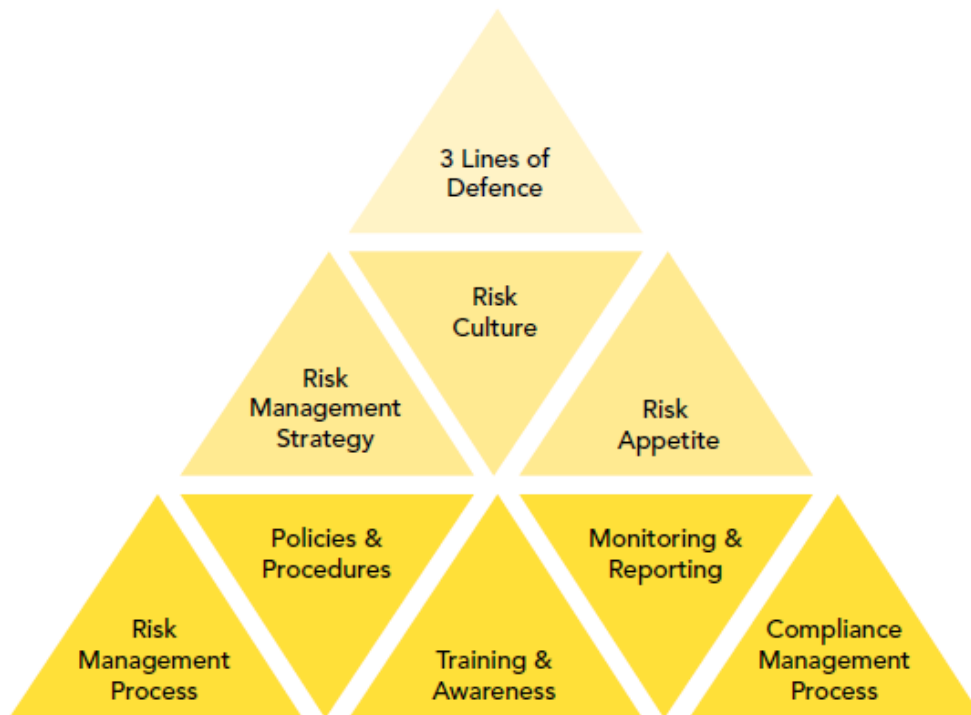 3 Lines of
Defence
Risk
Culture
Risk
Management
Strategy
Risk
Appetite
Policies &
Procedures
Monitoring &
Reporting
Risk
Management
Process
Training &
Awareness
Compliance
Management
Process